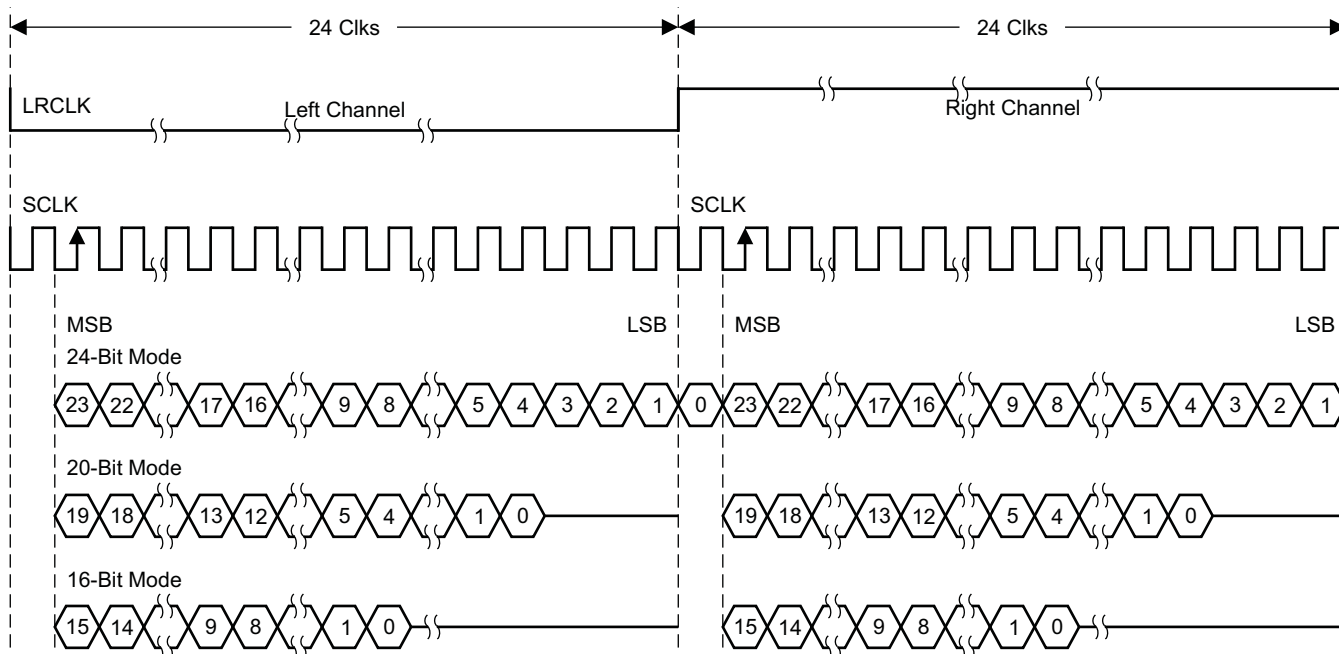 24 Clks 24 Clks
LRCLK Left Channel Right Channel
SCLK SCLK
MSB LSB MSB LSB
24-Bit Mode
23 22 17 16 9 8 5 4 3 2 1 0 23 22 17 16 9 8 5 4 3 2 1
20-Bit Mode
19 18 13 12 5 4 1 0 19 18 13 12 5 4 1 0
16-Bit Mode
15 14 9 8 1 0 15 14 9 8 1 0